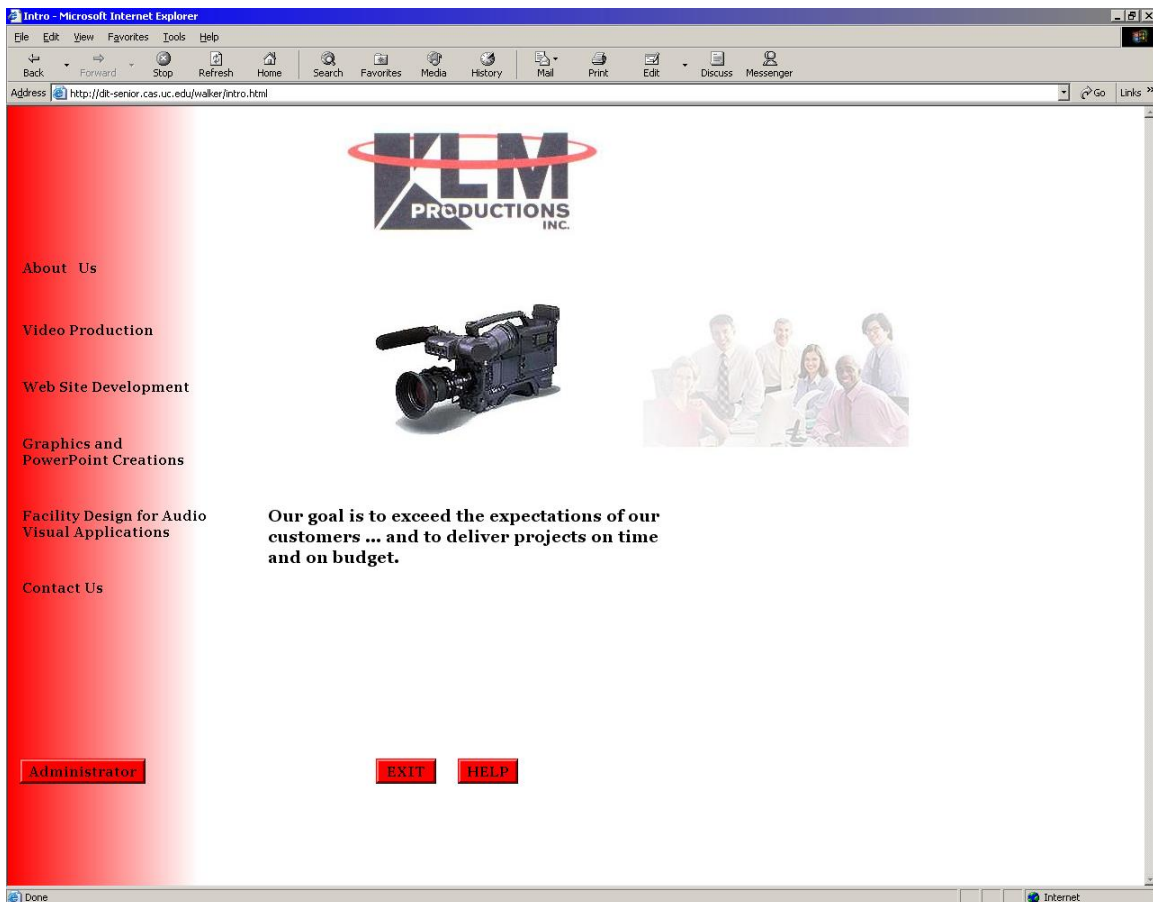 Intro - Microsoft Internet Explorer
File Edit View Favorites Tools Help
Back Forward Stop Refresh Home Search Favorites Media History Mail Print Edit Discuss Messenger
Address http://dit-senior.cas.uc.edu/walker/intro.html Go Links »
KLM
PRODUCTIONS
INC.
About Us
Video Production
Web Site Development
Graphics and
PowerPoint Creations
Facility Design for Audio
Visual Applications
Contact Us
Our goal is to exceed the expectations of our
customers ... and to deliver projects on time
and on budget.
Administrator EXIT HELP
Done Internet